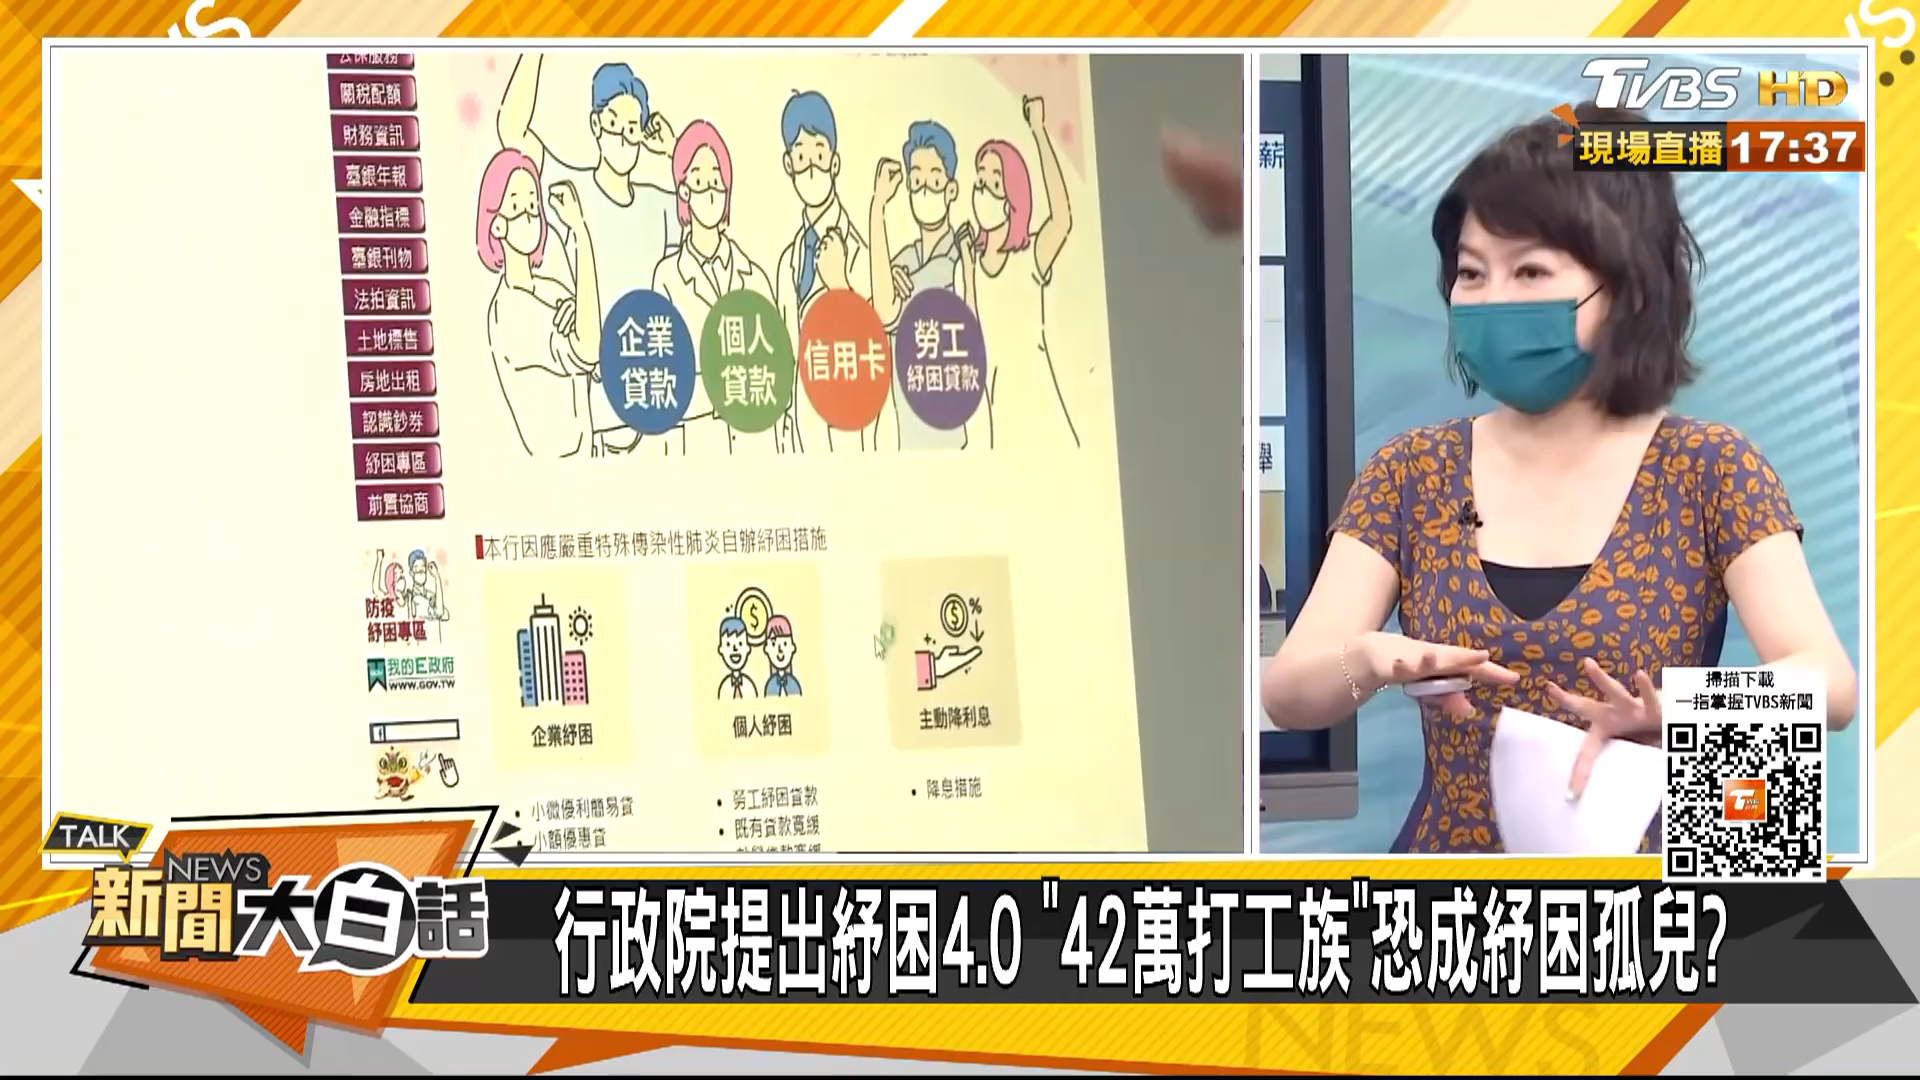 TVBS HD
現場直播 17:37
薪
關稅配額
財務資訊
臺銀年報
金融指標
臺銀刊物
法拍資訊
土地標售
房地出租
認識鈔券
紓困專區
前置協商
企業
貸款
個人
貸款
信用卡
勞工
紓困貸款
本行因應嚴重特殊傳染性肺炎自辦紓困措施
防疫
紓困專區
我的E政府
WWW.GOV.TW
企業紓困
個人紓困
主動降利息
小微優利簡易貸
小額優惠貸
勞工紓困貸款
既有貸款寬緩
降息措施
掃描下載
一指掌握TVBS新聞
TALK
NEWS
新聞大白話
行政院提出紓困4.0 "42萬打工族"恐成紓困孤兒?
NEWS